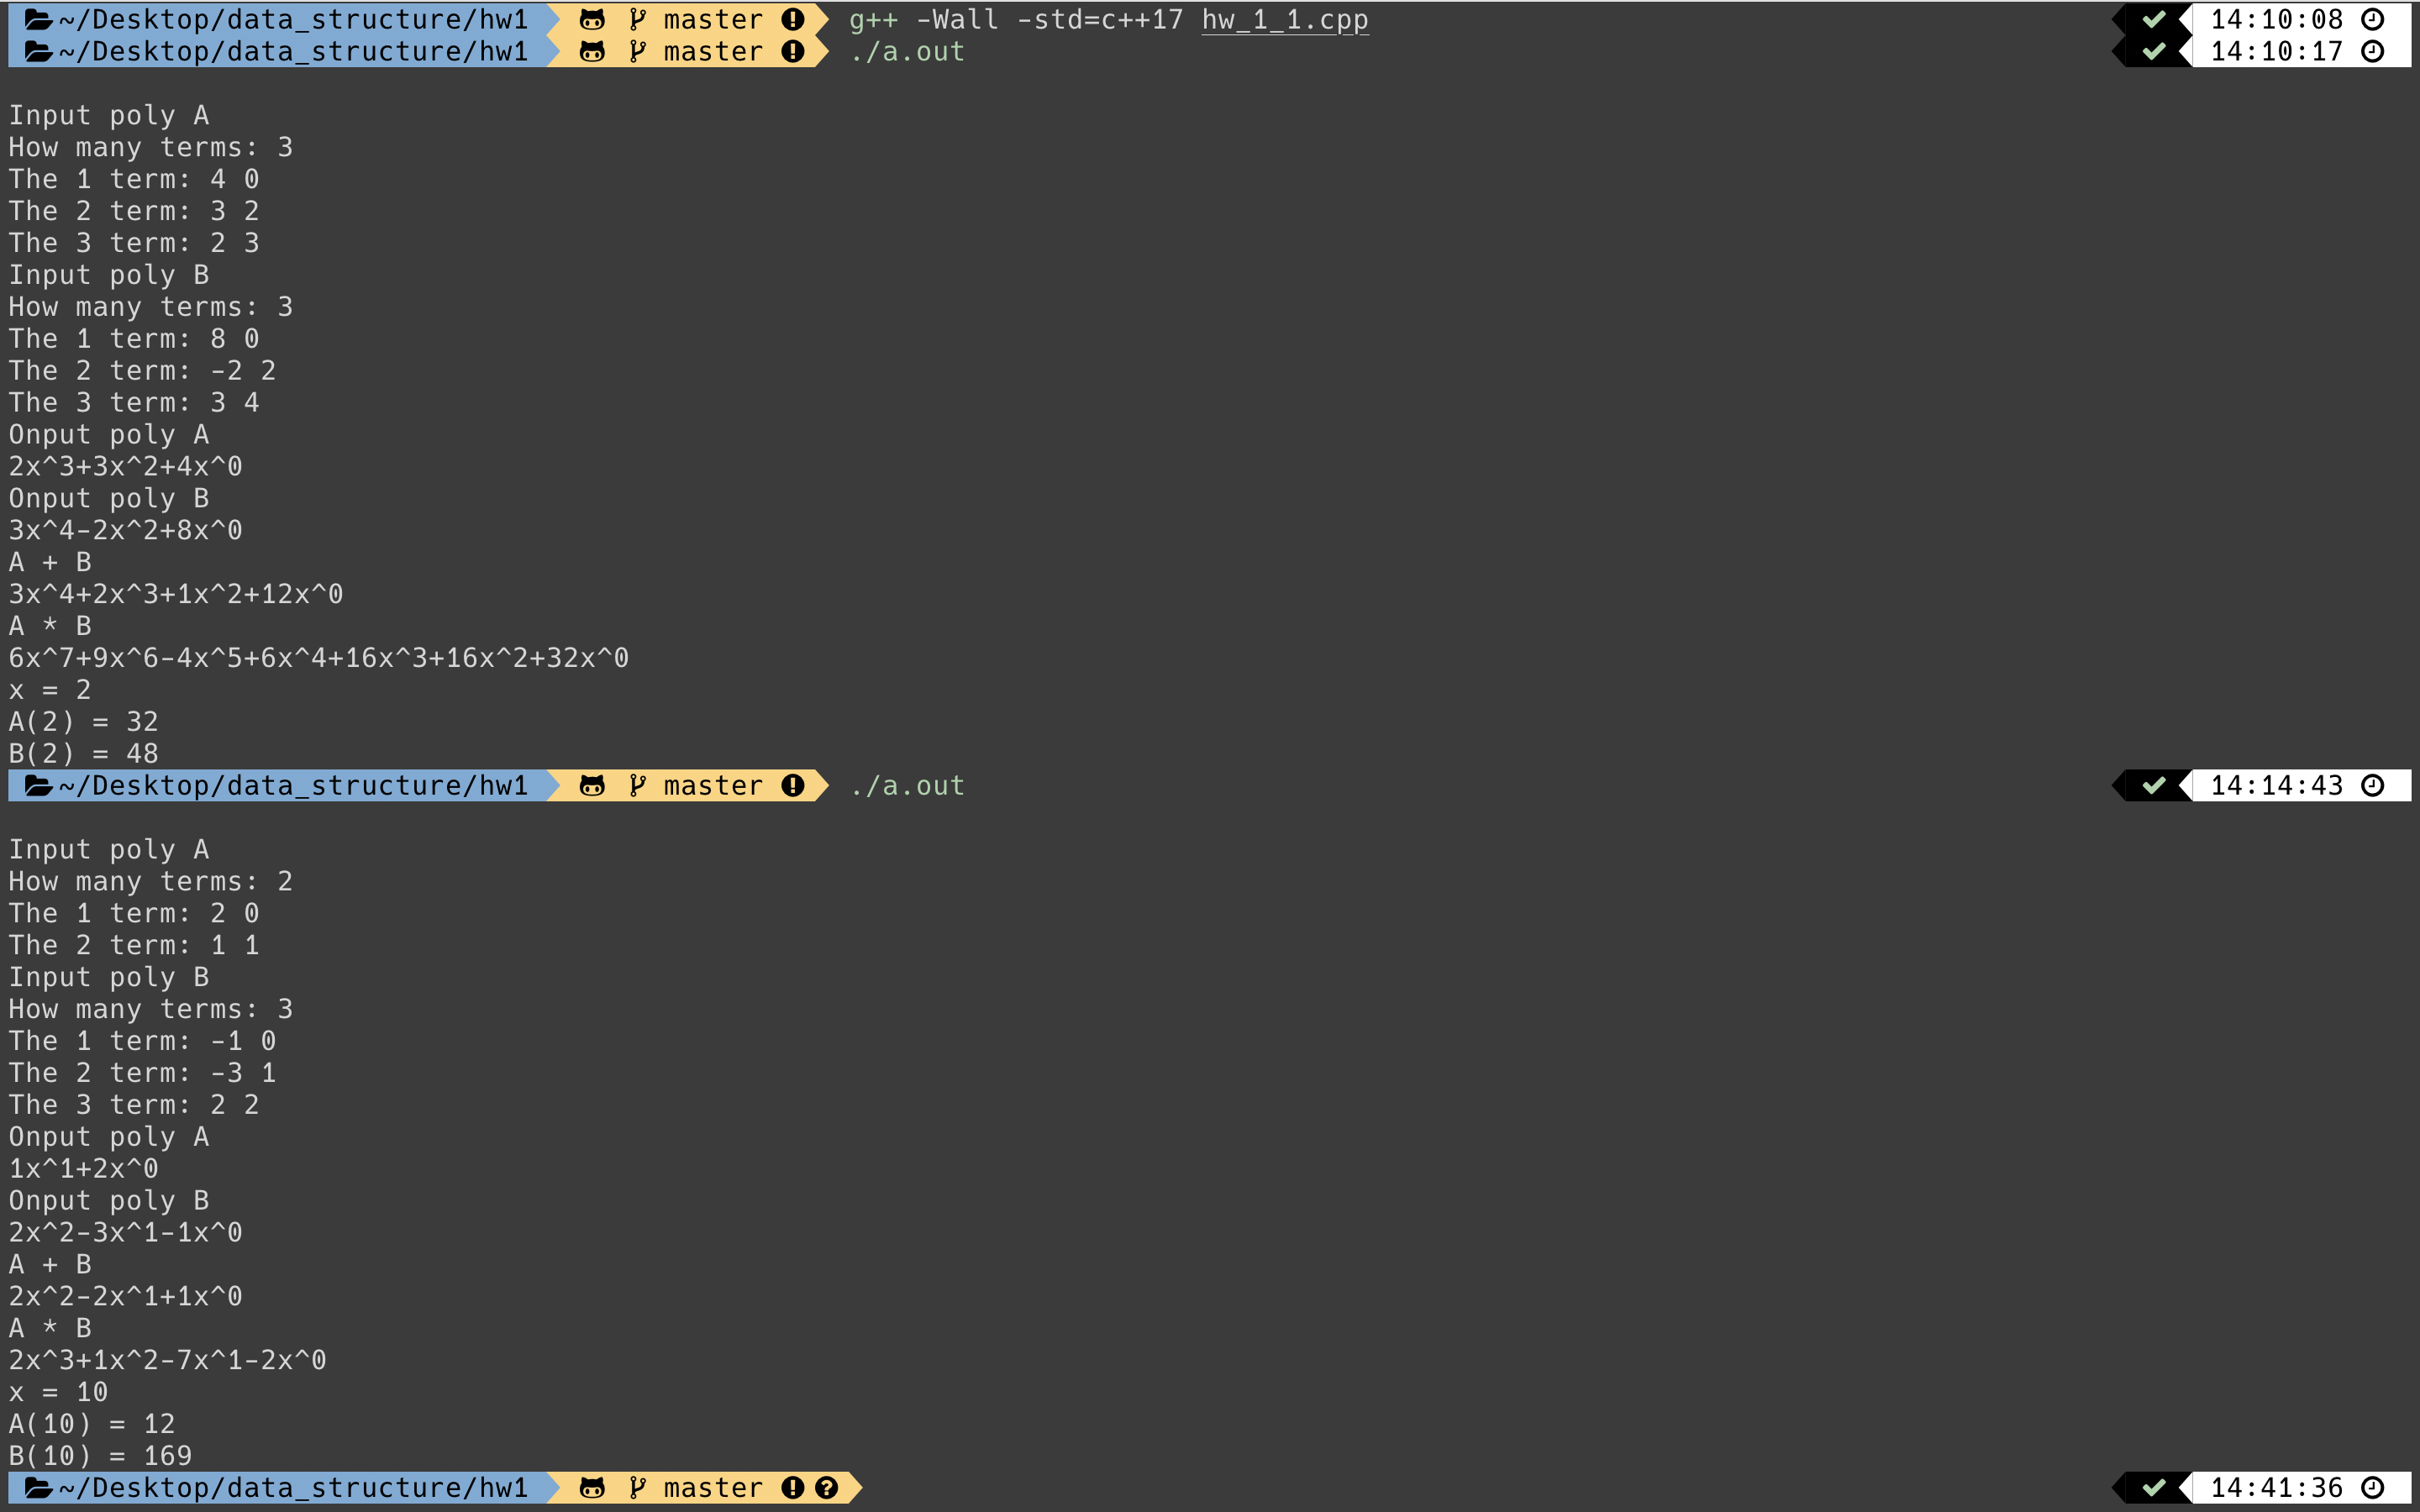 ~/Desktop/data_structure/hw1 master g++ -Wall -std=c++17 hw_1_1.cpp 14:10:08
~/Desktop/data_structure/hw1 master ./a.out 14:10:17
Input poly A
How many terms: 3
The 1 term: 4 0
The 2 term: 3 2
The 3 term: 2 3
Input poly B
How many terms: 3
The 1 term: 8 0
The 2 term: -2 2
The 3 term: 3 4
Onput poly A
2x^3+3x^2+4x^0
Onput poly B
3x^4-2x^2+8x^0
A + B
3x^4+2x^3+1x^2+12x^0
A * B
6x^7+9x^6-4x^5+6x^4+16x^3+16x^2+32x^0
x = 2
A(2) = 32
B(2) = 48
~/Desktop/data_structure/hw1 master ./a.out 14:14:43
Input poly A
How many terms: 2
The 1 term: 2 0
The 2 term: 1 1
Input poly B
How many terms: 3
The 1 term: -1 0
The 2 term: -3 1
The 3 term: 2 2
Onput poly A
1x^1+2x^0
Onput poly B
2x^2-3x^1-1x^0
A + B
2x^2-2x^1+1x^0
A * B
2x^3+1x^2-7x^1-2x^0
x = 10
A(10) = 12
B(10) = 169
~/Desktop/data_structure/hw1 master 14:41:36